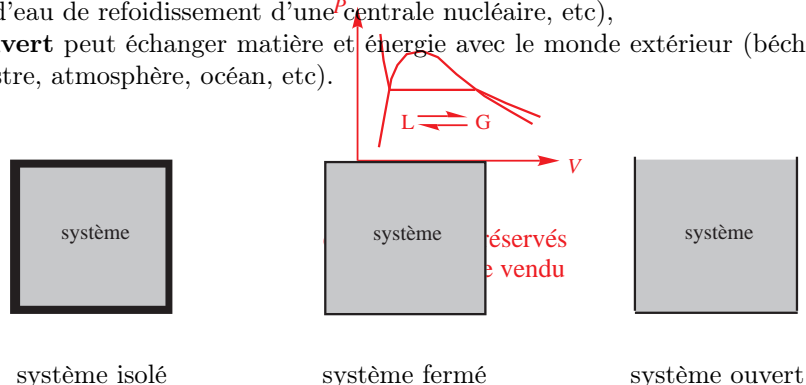 d'eau de refoidissement d'une centrale nucléaire, etc),
vert peut échanger matière et énergie avec le monde extérieur (béch
stre, atmosphère, océan, etc).
P
L G
V
système système système
réservés
e vendu
système isolé système fermé système ouvert